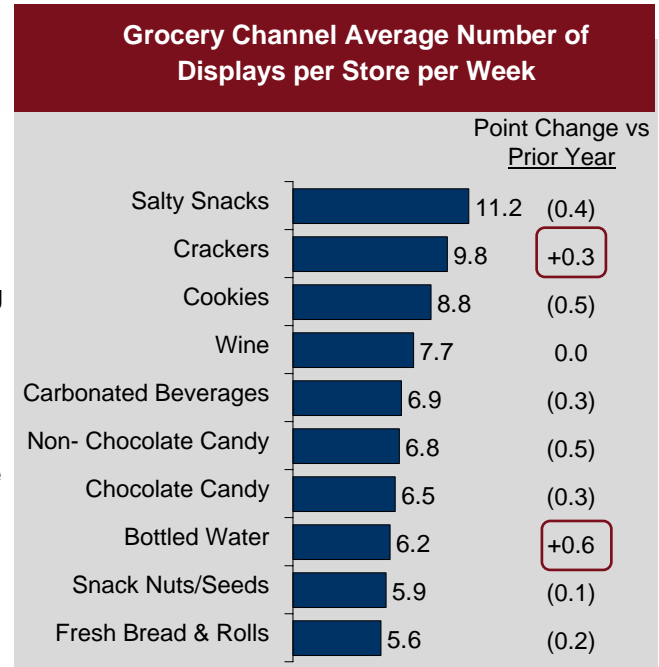 Grocery Channel Average Number of
Displays per Store per Week
Point Change vs
Prior Year
Salty Snacks 11.2 (0.4)
Crackers 9.8 +0.3
Cookies 8.8 (0.5)
Wine 7.7 0.0
Carbonated Beverages 6.9 (0.3)
Non- Chocolate Candy 6.8 (0.5)
Chocolate Candy 6.5 (0.3)
Bottled Water 6.2 +0.6
Snack Nuts/Seeds 5.9 (0.1)
Fresh Bread & Rolls 5.6 (0.2)